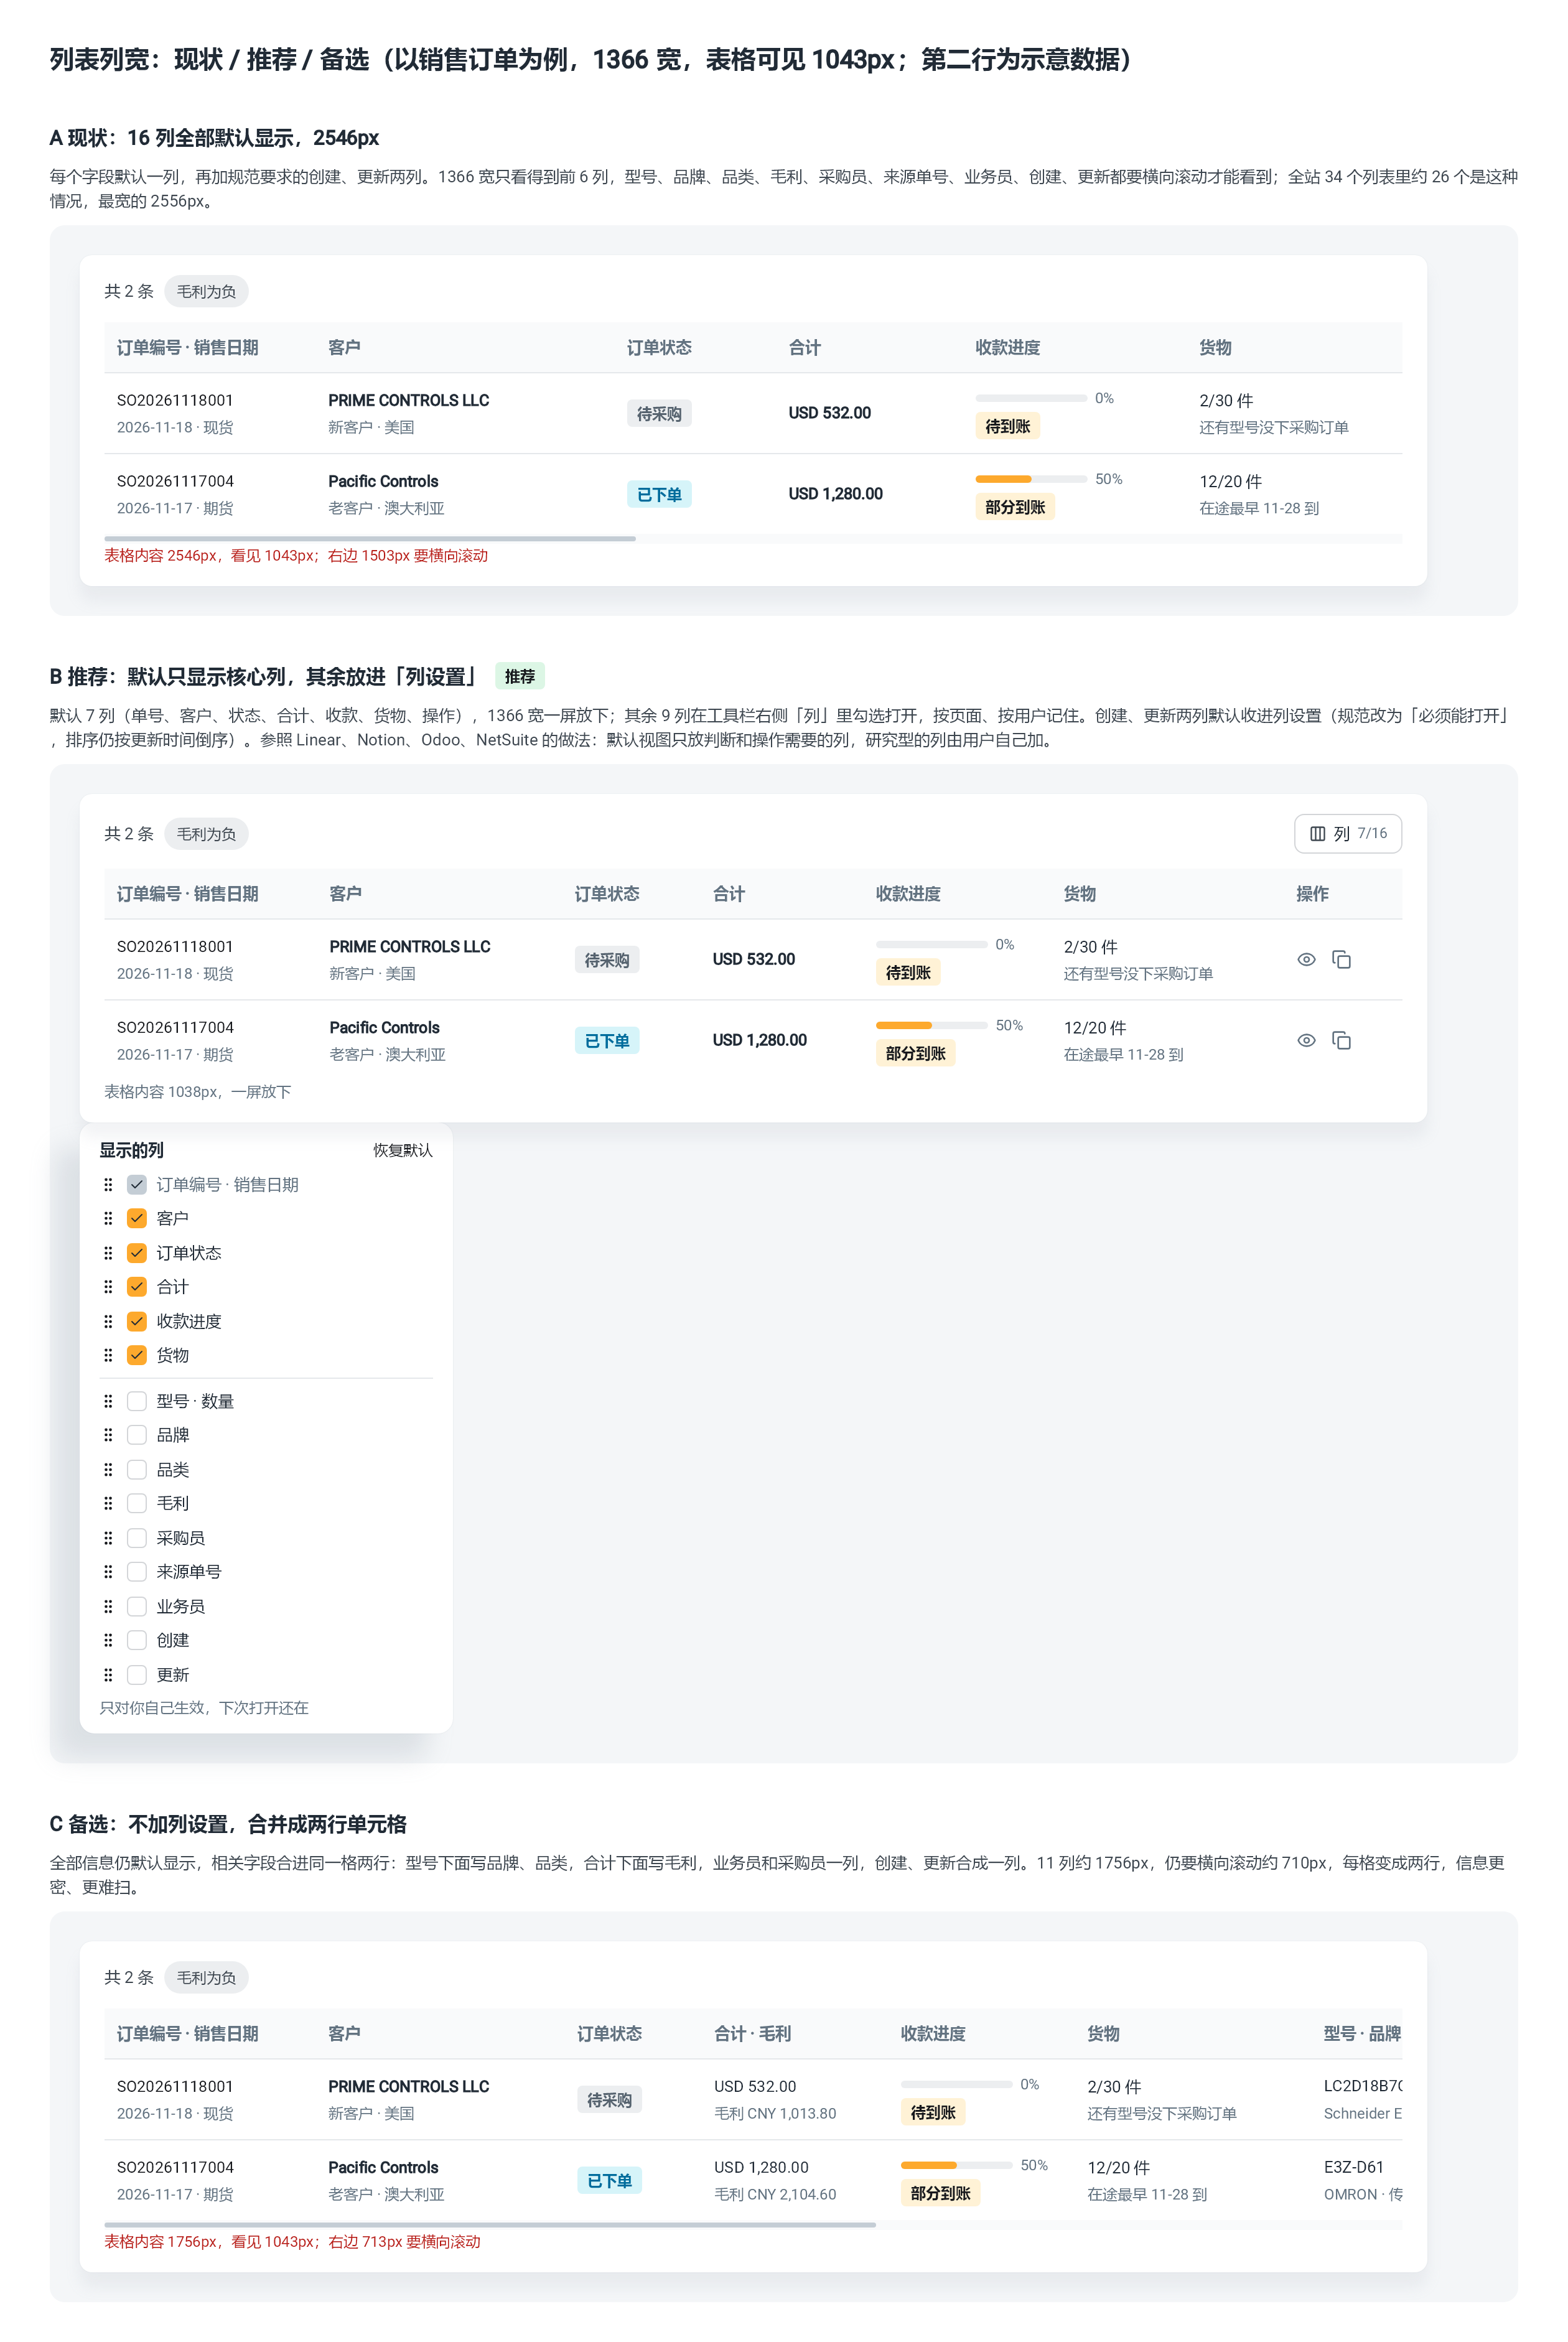 列表列宽：现状 / 推荐 / 备选（以销售订单为例，1366 宽，表格可见 1043px；第二行为示意数据）
A 现状：16 列全部默认显示，2546px
每个字段默认一列，再加规范要求的创建、更新两列。1366 宽只看得到前 6 列，型号、品牌、品类、毛利、采购员、来源单号、业务员、创建、更新都要横向滚动才能看到；全站 34 个列表里约 26 个是这种
情况，最宽的 2556px。
共 2 条 毛利为负
订单编号 · 销售日期 客户 订单状态 合计 收款进度 货物
SO20261118001 PRIME CONTROLS LLC 待采购 USD 532.00 0% 2/30 件
2026-11-18 · 现货 新客户 · 美国 待到账 还有型号没下采购订单
SO20261117004 Pacific Controls 已下单 USD 1,280.00 50% 12/20 件
2026-11-17 · 期货 老客户 · 澳大利亚 部分到账 在途最早 11-28 到
表格内容 2546px，看见 1043px；右边 1503px 要横向滚动
B 推荐：默认只显示核心列，其余放进「列设置」 推荐
默认 7 列（单号、客户、状态、合计、收款、货物、操作），1366 宽一屏放下；其余 9 列在工具栏右侧「列」里勾选打开，按页面、按用户记住。创建、更新两列默认收进列设置（规范改为「必须能打开」
，排序仍按更新时间倒序）。参照 Linear、Notion、Odoo、NetSuite 的做法：默认视图只放判断和操作需要的列，研究型的列由用户自己加。
共 2 条 毛利为负 列 7/16
订单编号 · 销售日期 客户 订单状态 合计 收款进度 货物 操作
SO20261118001 PRIME CONTROLS LLC 待采购 USD 532.00 0% 2/30 件
2026-11-18 · 现货 新客户 · 美国 待到账 还有型号没下采购订单
SO20261117004 Pacific Controls 已下单 USD 1,280.00 50% 12/20 件
2026-11-17 · 期货 老客户 · 澳大利亚 部分到账 在途最早 11-28 到
表格内容 1038px，一屏放下
显示的列 恢复默认
订单编号 · 销售日期
客户
订单状态
合计
收款进度
货物
型号 · 数量
品牌
品类
毛利
采购员
来源单号
业务员
创建
更新
只对你自己生效，下次打开还在
C 备选：不加列设置，合并成两行单元格
全部信息仍默认显示，相关字段合进同一格两行：型号下面写品牌、品类，合计下面写毛利，业务员和采购员一列，创建、更新合成一列。11 列约 1756px，仍要横向滚动约 710px，每格变成两行，信息更
密、更难扫。
共 2 条 毛利为负
订单编号 · 销售日期 客户 订单状态 合计 · 毛利 收款进度 货物 型号 · 品牌
SO20261118001 PRIME CONTROLS LLC 待采购 USD 532.00 0% 2/30 件 LC2D18B7C
2026-11-18 · 现货 新客户 · 美国 毛利 CNY 1,013.80 待到账 还有型号没下采购订单 Schneider E
SO20261117004 Pacific Controls 已下单 USD 1,280.00 50% 12/20 件 E3Z-D61
2026-11-17 · 期货 老客户 · 澳大利亚 毛利 CNY 2,104.60 部分到账 在途最早 11-28 到 OMRON · 传
表格内容 1756px，看见 1043px；右边 713px 要横向滚动